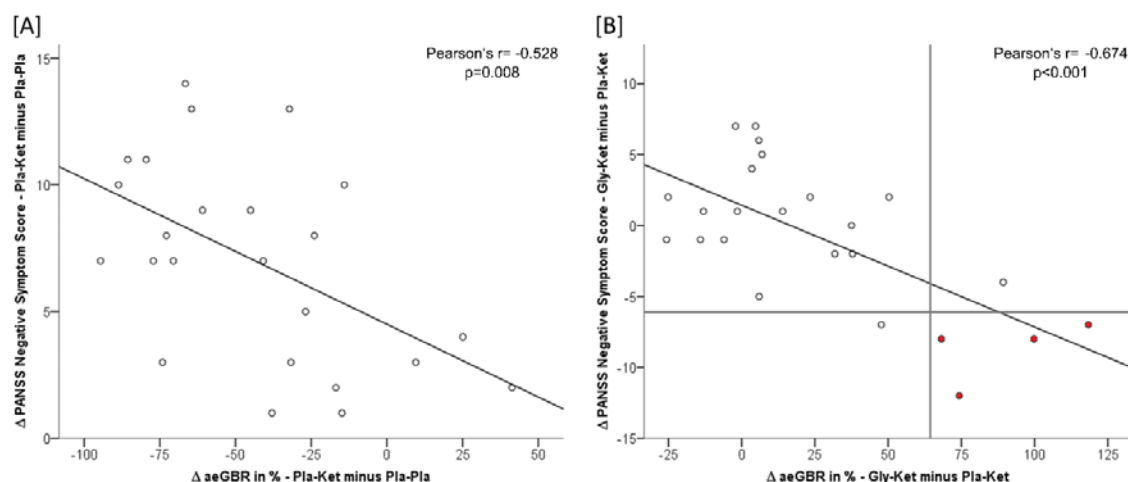 [A]
Pearson's r= -0.528
p=0.008
Δ PANSS Negative Symptom Score - Pla-Ket minus Pla-Pla
15
10
5
0
-100 -75 -50 -25 0 25 50
Δ aeGBR in % - Pla-Ket minus Pla-Pla
[B]
Pearson's r= -0.674
p<0.001
Δ PANSS Negative Symptom Score - Gly-Ket minus Pla-Ket
10
5
0
-5
-10
-15
-25 0 25 50 75 100 125
Δ aeGBR in % - Gly-Ket minus Pla-Ket